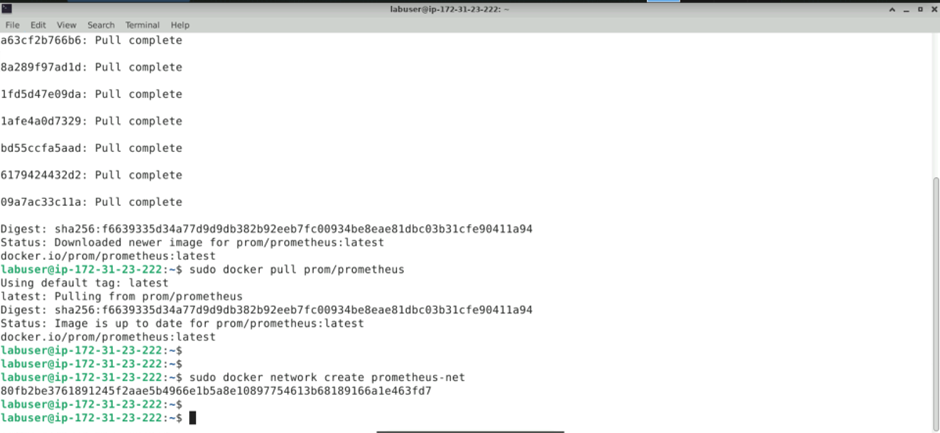 labuser@ip-172-31-23-222: ~
File Edit View Search Terminal Help
a63cf2b766b6: Pull complete
8a289f97ad1d: Pull complete
1fd5d47e09da: Pull complete
1afe4a0d7329: Pull complete
bd55ccfa5aad: Pull complete
6179424432d2: Pull complete
09a7ac33c11a: Pull complete
Digest: sha256:f6639335d34a77d9d9db382b92eeb7fc00934be8eae81dbc03b31cfe90411a94
Status: Downloaded newer image for prom/prometheus:latest
docker.io/prom/prometheus:latest
labuser@ip-172-31-23-222:~$ sudo docker pull prom/prometheus
Using default tag: latest
latest: Pulling from prom/prometheus
Digest: sha256:f6639335d34a77d9d9db382b92eeb7fc00934be8eae81dbc03b31cfe90411a94
Status: Image is up to date for prom/prometheus:latest
docker.io/prom/prometheus:latest
labuser@ip-172-31-23-222:~$
labuser@ip-172-31-23-222:~$
labuser@ip-172-31-23-222:~$ sudo docker network create prometheus-net
80fb2be3761891245f2aae5b4966e1b5a8e10897754613b68189166a1e463fd7
labuser@ip-172-31-23-222:~$
labuser@ip-172-31-23-222:~$